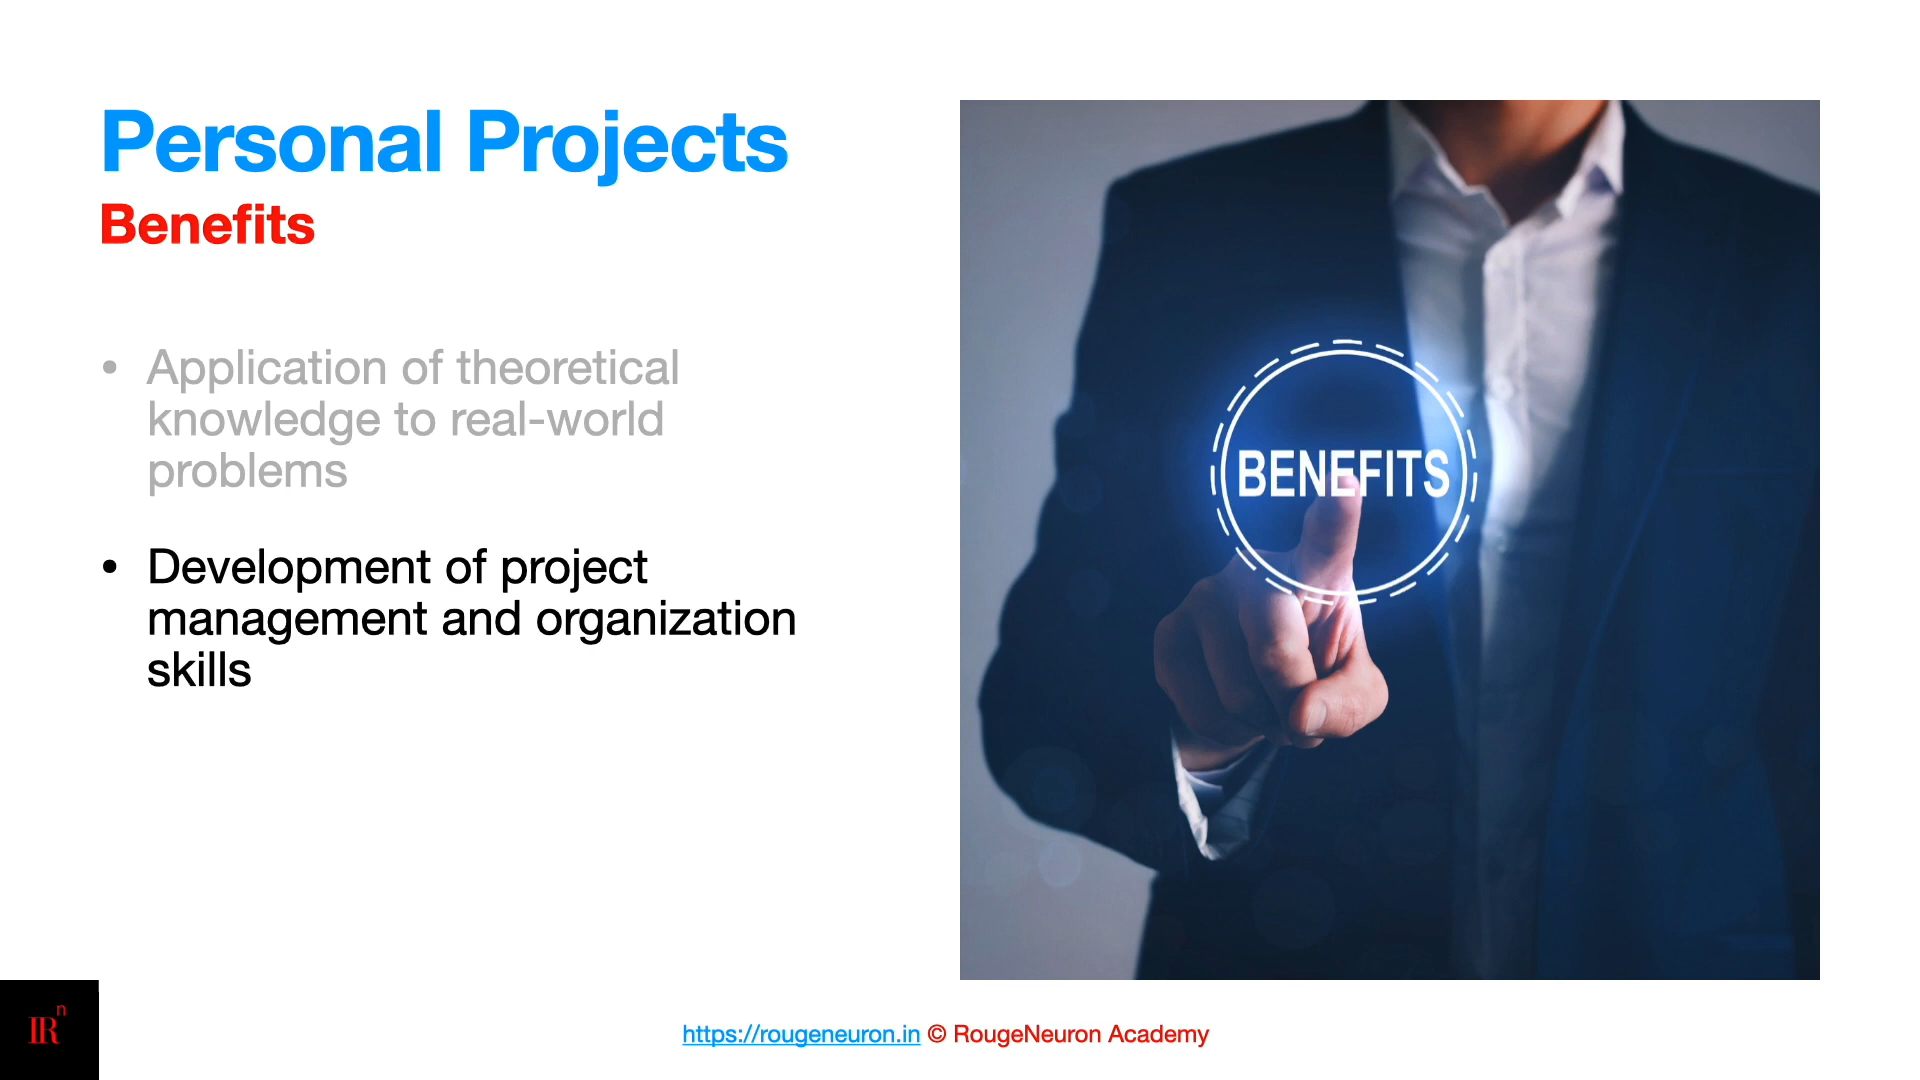 Personal Projects
Benefits
• Application of theoretical
knowledge to real-world
problems
• Development of project
management and organization
skills
BENEFITS
IRn
https://rougeneuron.in © RougeNeuron Academy